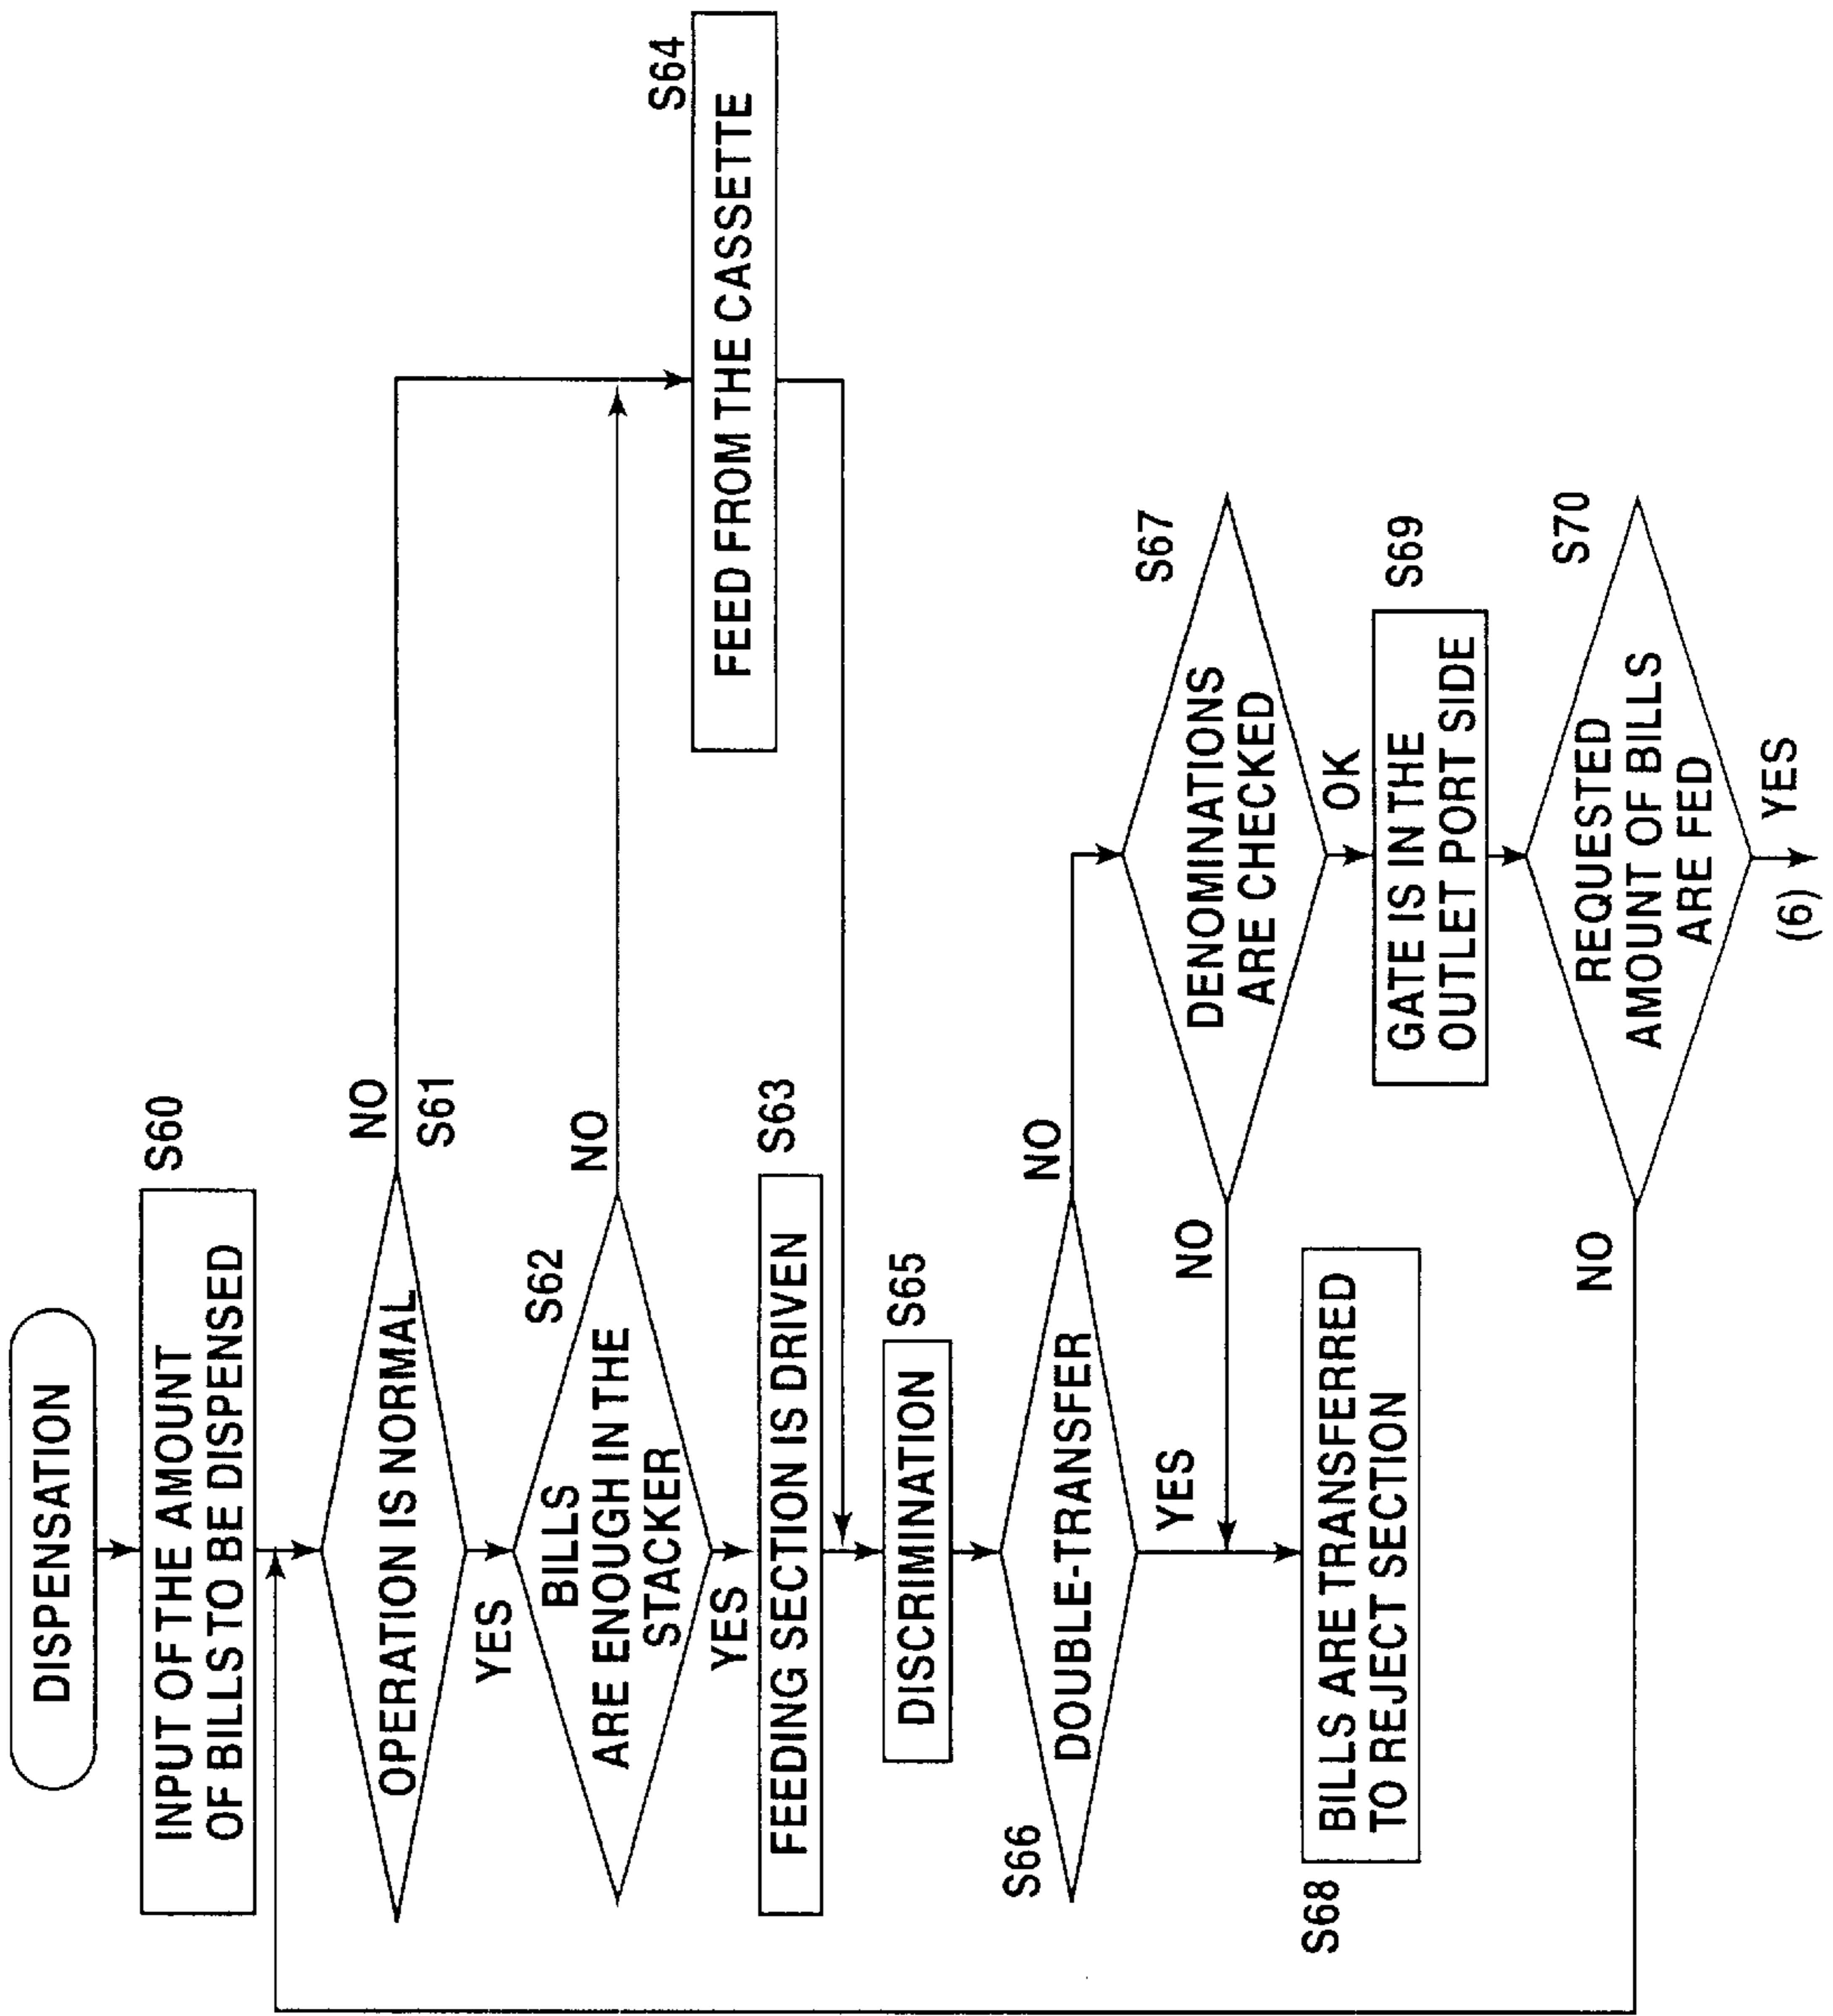 DISPENSATION
S60
INPUT OF THE AMOUNT
OF BILLS TO BE DISPENSED
OPERATION IS NORMAL
NO
S61
YES
S62
BILLS
ARE ENOUGH IN THE
STACKER
NO
YES
S63
FEEDING SECTION IS DRIVEN
S64
FEED FROM THE CASSETTE
S65
DISCRIMINATION
S66
DOUBLE-TRANSFER
NO
YES
S67
DENOMINATIONS
ARE CHECKED
NO
OK
S68
BILLS ARE TRANSFERRED
TO REJECT SECTION
S69
GATE IS IN THE
OUTLET PORT SIDE
S70
REQUESTED
AMOUNT OF BILLS
ARE FED
NO
(6) YES